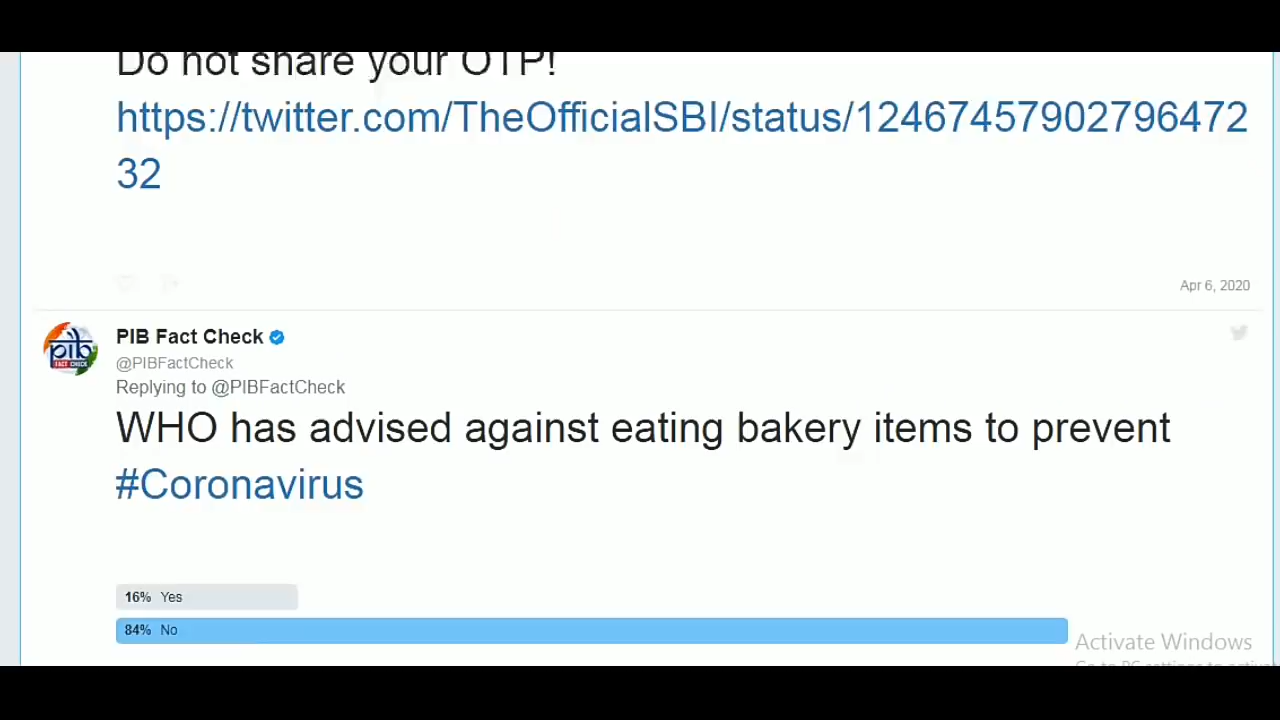 Do not share your OTP!
https://twitter.com/TheOfficialSBI/status/12467457902796472
32
Apr 6, 2020
PIB Fact Check
@PIBFactCheck
Replying to @PIBFactCheck
WHO has advised against eating bakery items to prevent
#Coronavirus
16% Yes
84% No
Activate Windows